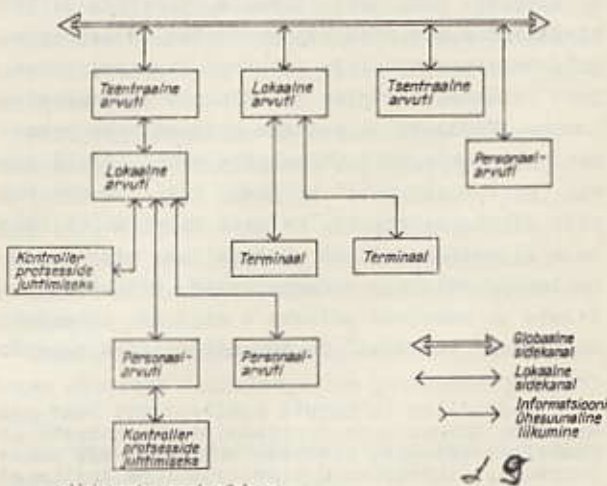 Tsentraalne
arvuti
Lokaalne
arvuti
Tsentraalne
arvuti
Personaal-
arvuti
Lokaalne
arvuti
Kontroller
protsesside
juhtimiseks
Terminaal
Terminaal
Personaal-
arvuti
Personaal-
arvuti
Kontroller
protsesside
juhtimiseks
Globaalne
sidekanal
Lokaalne
sidekanal
Informatsiooni
ühesuunaline
liikumine